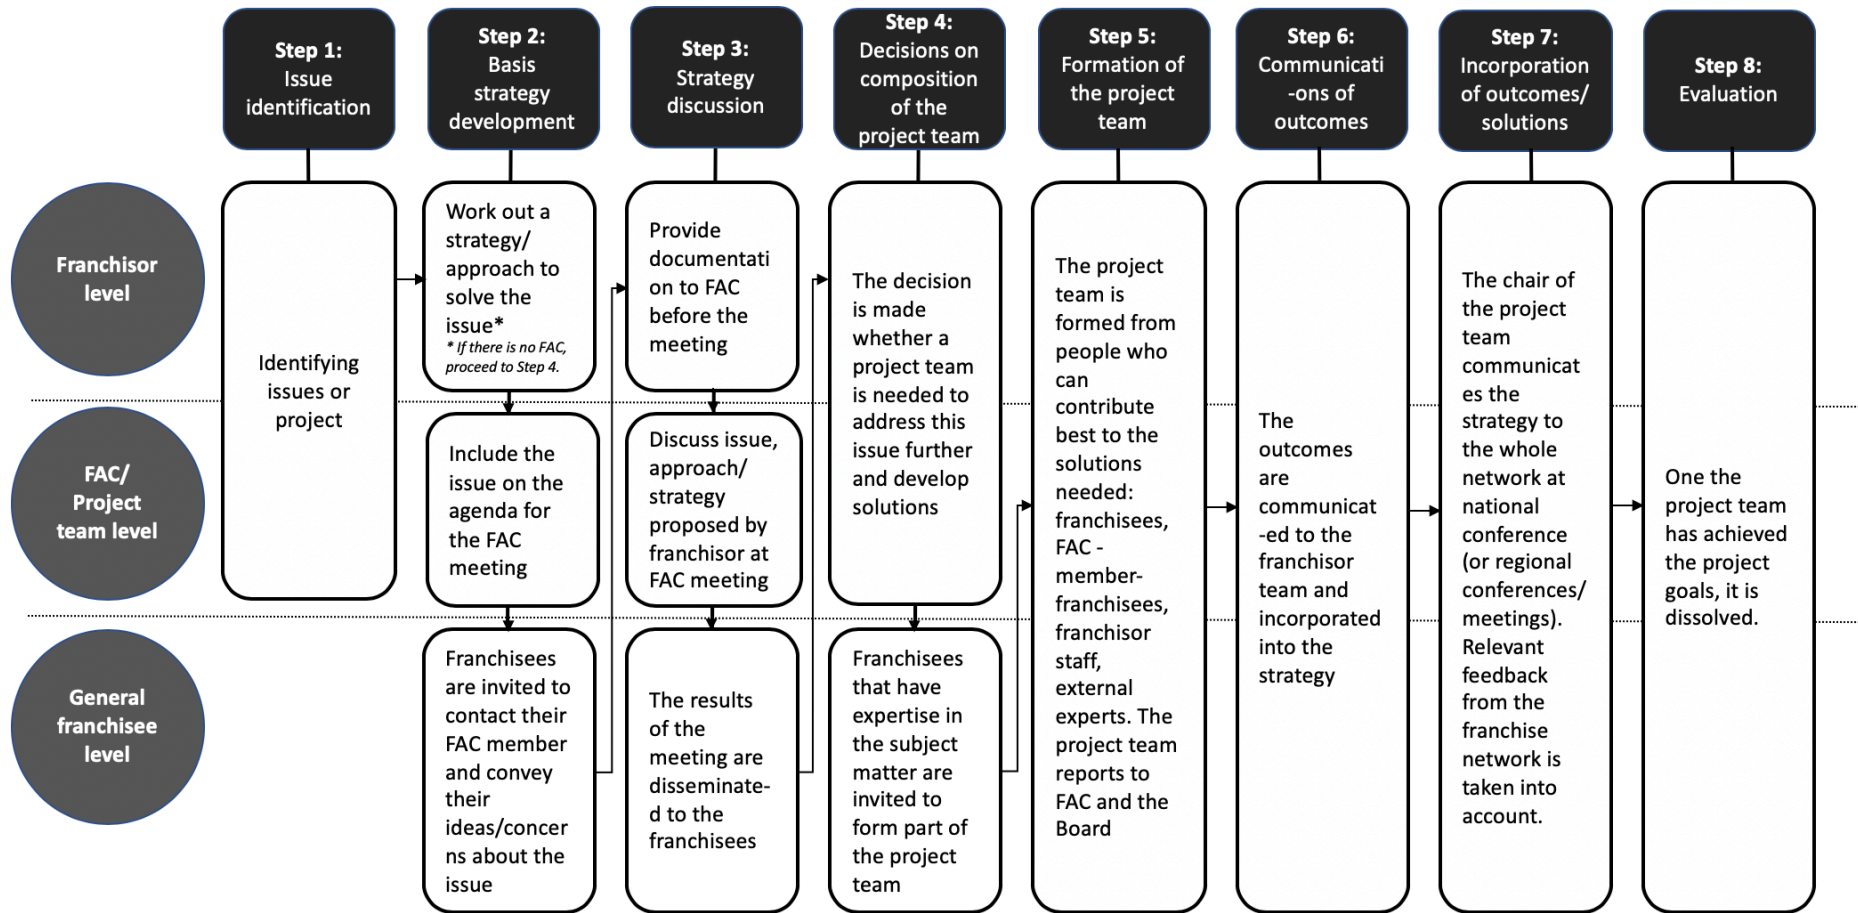 Step 1:
Issue
identification
Step 2:
Basis
strategy
development
Step 3:
Strategy
discussion
Step 4:
Decisions on
composition
of the
project team
Step 5:
Formation of
the project
team
Step 6:
Communicati
-ons of
outcomes
Step 7:
Incorporation
of outcomes/
solutions
Step 8:
Evaluation
Franchisor
level
FAC/
Project
team level
General
franchisee
level
Identifying
issues or
project
Work out a
strategy/
approach to
solve the
issue*
* If there is no FAC,
proceed to Step 4.
Include the
issue on the
agenda for
the FAC
meeting
Franchisees
are invited to
contact their
FAC member
and convey
their
ideas/concer
ns about the
issue
Provide
documentati
on to FAC
before the
meeting
Discuss issue,
approach/
strategy
proposed by
franchisor at
FAC meeting
The results
of the
meeting are
disseminate-
d to the
franchisees
The decision
is made
whether a
project team
is needed to
address this
issue further
and develop
solutions
Franchisees
that have
expertise in
the subject
matter are
invited to
form part of
the project
team
The project
team is
formed from
people who
can
contribute
best to the
solutions
needed:
franchisees,
FAC -
member-
franchisees,
franchisor
staff,
external
experts. The
project team
reports to
FAC and the
Board
The
outcomes
are
communicat
-ed to the
franchisor
team and
incorporated
into the
strategy
The chair of
the project
team
communicat
es the
strategy to
the whole
network at
national
conference
(or regional
conferences/
meetings).
Relevant
feedback
from the
franchise
network is
taken into
account.
One the
project team
has achieved
the project
goals, it is
dissolved.